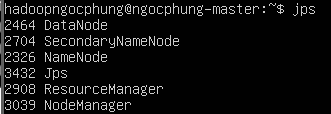 hadoopngocphung@ngocphung-master:~$ jps
2464 DataNode
2704 SecondaryNameNode
2326 NameNode
3432 Jps
2908 ResourceManager
3039 NodeManager